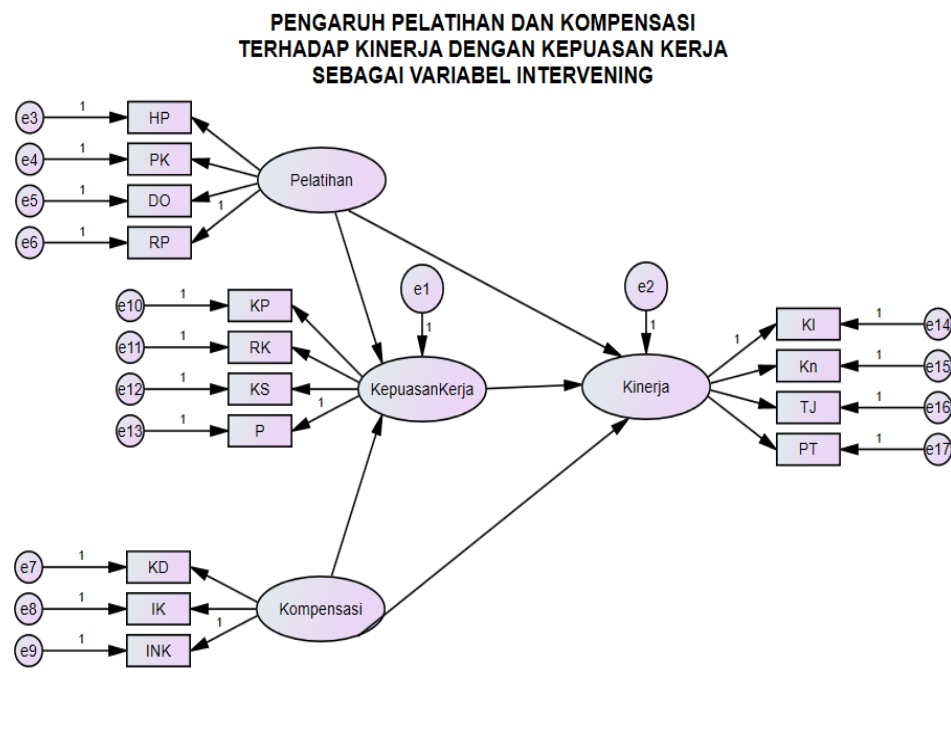 PENGARUH PELATIHAN DAN KOMPENSASI
TERHADAP KINERJA DENGAN KEPUASAN KERJA
SEBAGAI VARIABEL INTERVENING
e3 1 HP
e4 1 PK
e5 1 DO
e6 1 RP
1
Pelatihan
e10 1 KP
e11 1 RK
e12 1 KS
e13 1 P
1
e1
1
KepuasanKerja
e2
1
Kinerja
1
KI 1 e14
Kn 1 e15
TJ 1 e16
PT 1 e17
e7 1 KD
e8 1 IK
e9 1 INK
1
Kompensasi